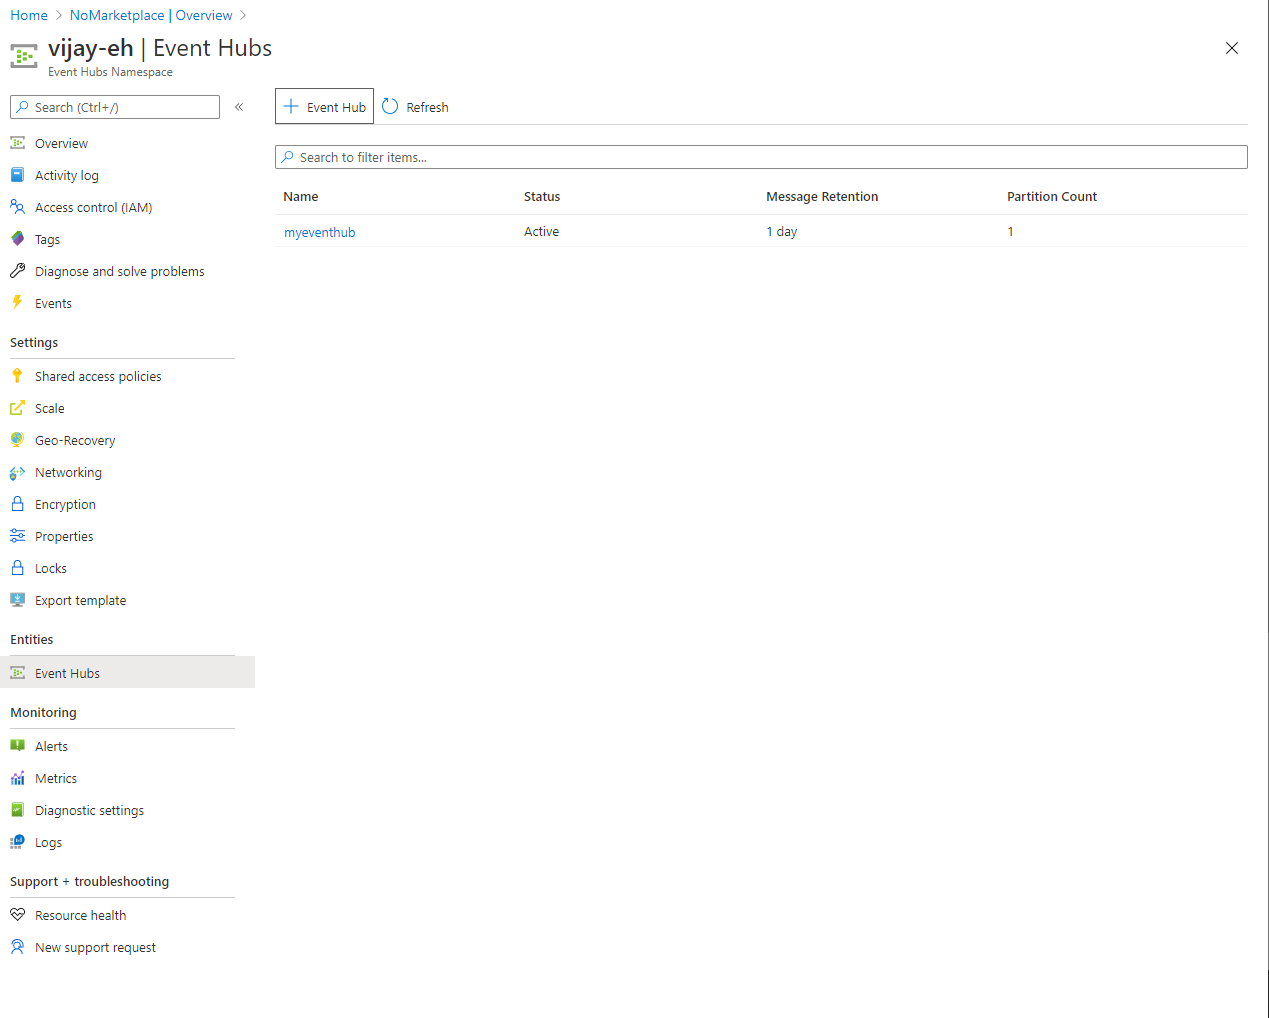 Home > NoMarketplace | Overview >
vijay-eh | Event Hubs
Event Hubs Namespace
Search (Ctrl+/)
«
Overview
Activity log
Access control (IAM)
Tags
Diagnose and solve problems
Events
Settings
Shared access policies
Scale
Geo-Recovery
Networking
Encryption
Properties
Locks
Export template
Entities
Event Hubs
Monitoring
Alerts
Metrics
Diagnostic settings
Logs
Support + troubleshooting
Resource health
New support request
Event Hub Refresh
Search to filter items...
Name Status Message Retention Partition Count
myeventhub Active 1 day 1